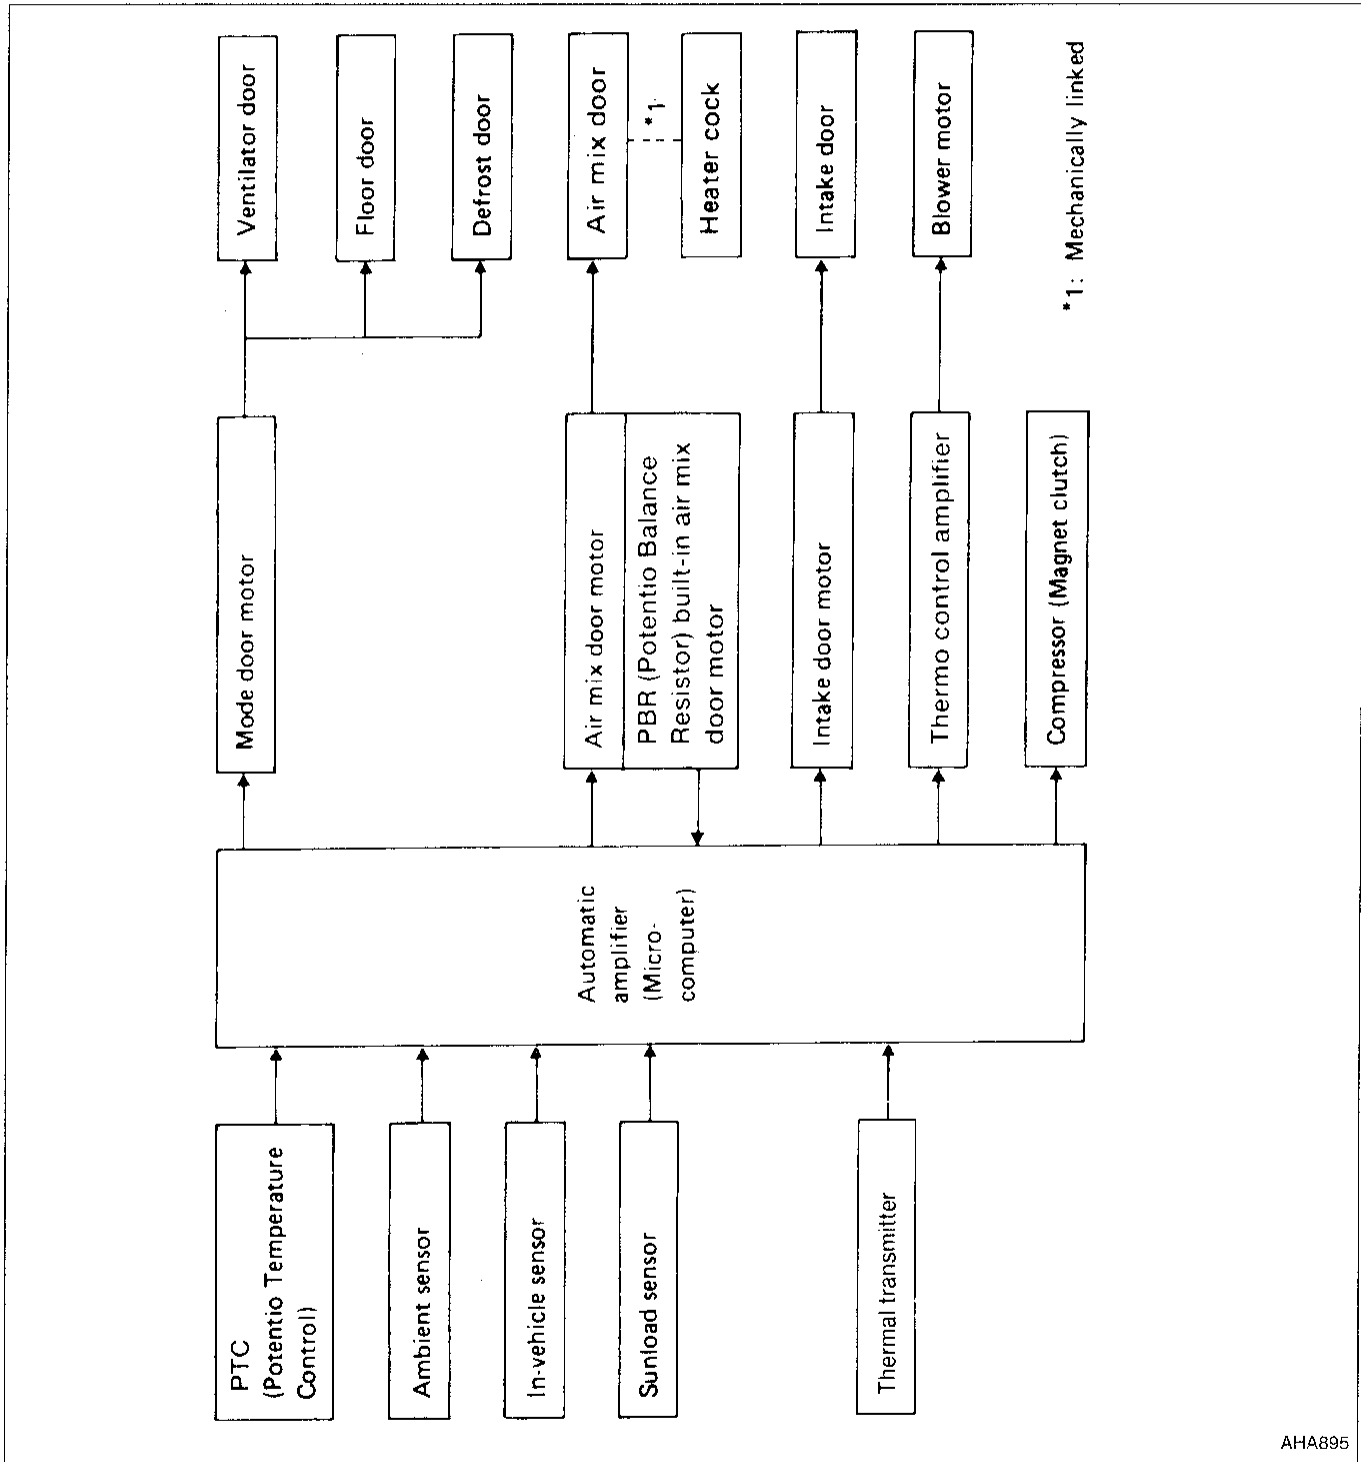 PTC
(Potentio Temperature
Control)
Ambient sensor
In-vehicle sensor
Sunload sensor
Thermal transmitter
Automatic
amplifier
(Micro-
computer)
Mode door motor
Air mix door motor
PBR (Potentio Balance
Resistor) built-in air mix
door motor
Intake door motor
Thermo control amplifier
Compressor (Magnet clutch)
Ventilator door
Floor door
Defrost door
Air mix door
*1
Heater cock
Intake door
Blower motor
*1: Mechanically linked
AHA895